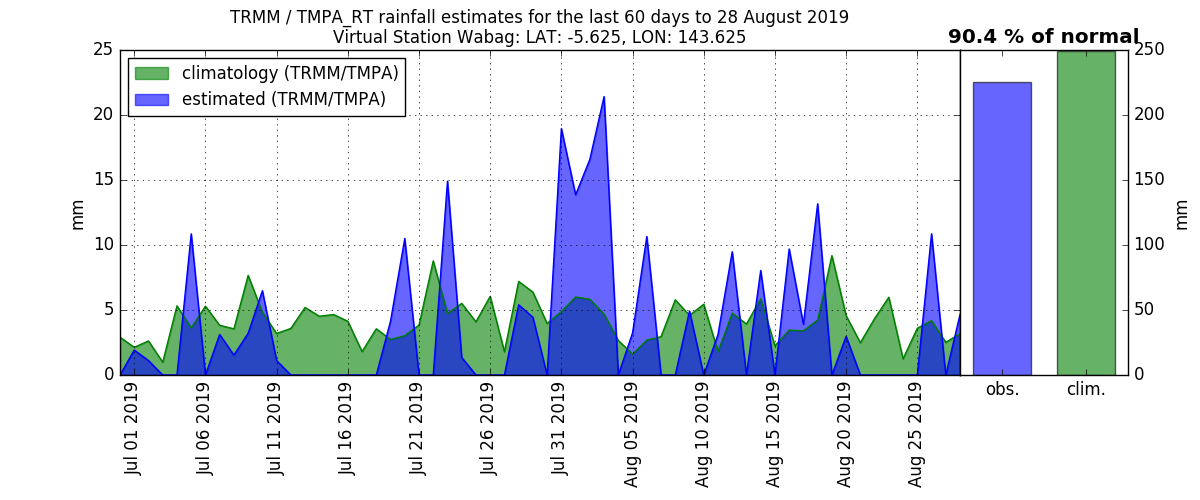 TRMM / TMPA_RT rainfall estimates for the last 60 days to 28 August 2019
Virtual Station Wabag: LAT: -5.625, LON: 143.625
90.4 % of normal
climatology (TRMM/TMPA)
estimated (TRMM/TMPA)
25
20
15
10
5
0
mm
Jul 01 2019
Jul 06 2019
Jul 11 2019
Jul 16 2019
Jul 21 2019
Jul 26 2019
Jul 31 2019
Aug 05 2019
Aug 10 2019
Aug 15 2019
Aug 20 2019
Aug 25 2019
obs.
clim.
250
200
150
100
50
0
mm